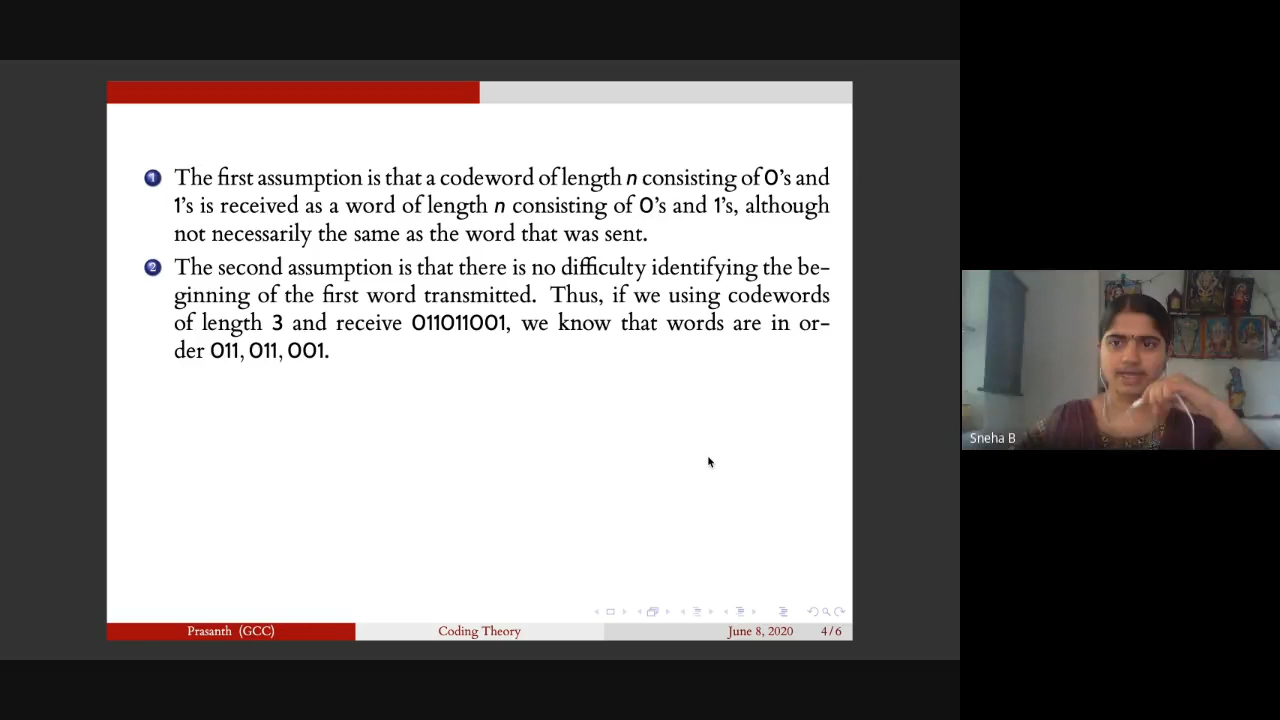 1 The first assumption is that a codeword of length n consisting of 0's and
1's is received as a word of length n consisting of 0's and 1's, although
not necessarily the same as the word that was sent.
2 The second assumption is that there is no difficulty identifying the be-
ginning of the first word transmitted. Thus, if we using codewords
of length 3 and receive 011011001, we know that words are in or-
der 011, 011, 001.
Sneha B
Prasanth (GCC) Coding Theory June 8, 2020 4/6